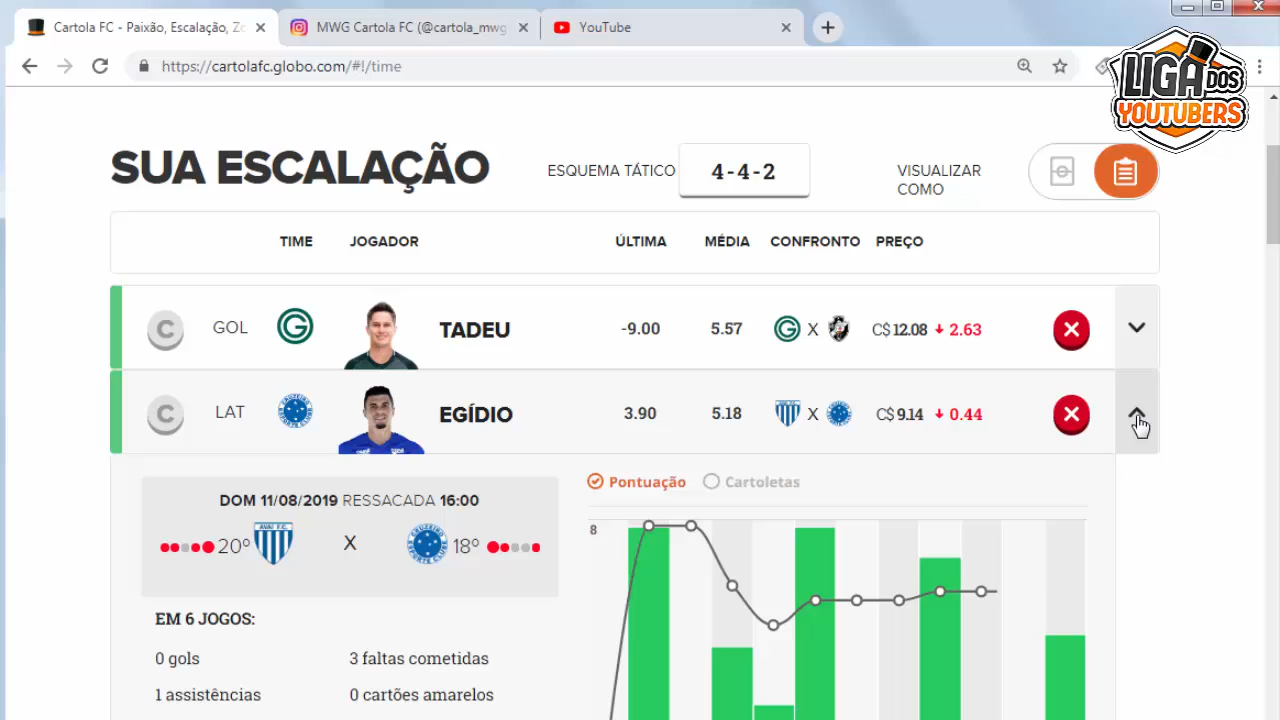 Cartola FC - Paixão, Escalação, Zo
MWG Cartola FC (@cartola_mwg
YouTube
https://cartolafc.globo.com/#!/time
LIGA DOS
YOUTUBERS
SUA ESCALAÇÃO
ESQUEMA TÁTICO
4-4-2
VISUALIZAR
COMO
TIME JOGADOR ÚLTIMA MÉDIA CONFRONTO PREÇO
C GOL G TADEU -9.00 5.57 G X C$ 12.08 2.63
C LAT EGÍDIO 3.90 5.18 X C$ 9.14 0.44
DOM 11/08/2019 RESSACADA 16:00
20º AVAÍ F.C. X 18º
Pontuação Cartoletas
8
EM 6 JOGOS:
0 gols 3 faltas cometidas
1 assistências 0 cartões amarelos